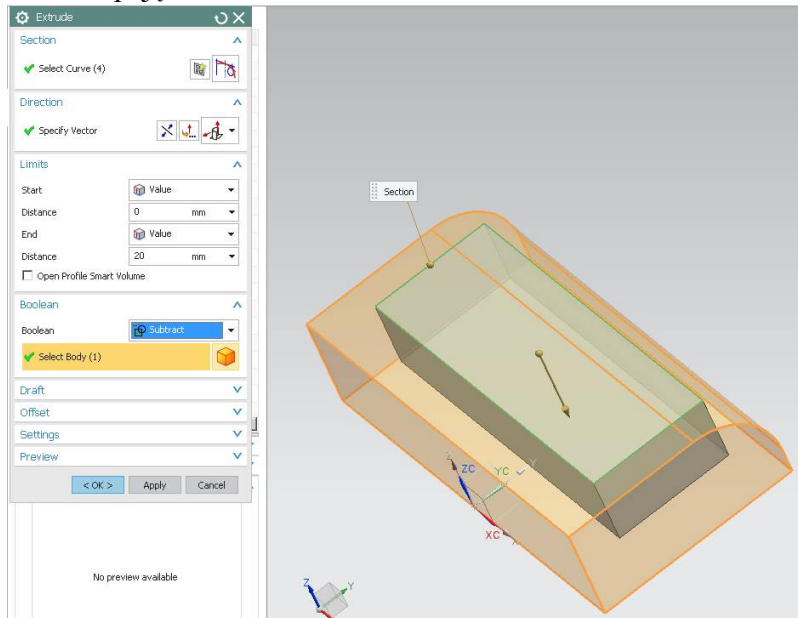 Extrude
Section
Select Curve (4)
Direction
Specify Vector
Limits
Start Value
Distance 0 mm
End Value
Distance 20 mm
Open Profile Smart Volume
Boolean
Boolean Subtract
Select Body (1)
Draft
Offset
Settings
Preview
< OK > Apply Cancel
No preview available
Section
ZC YC Y
XC
Z Y